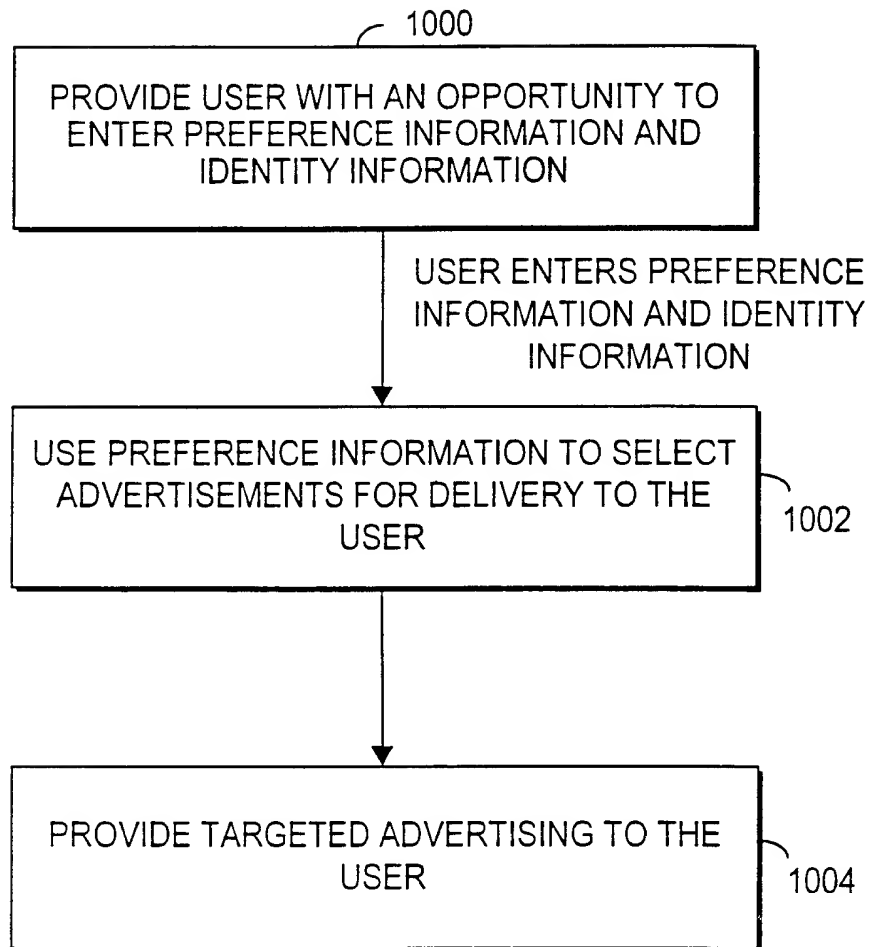 1000
PROVIDE USER WITH AN OPPORTUNITY TO
ENTER PREFERENCE INFORMATION AND
IDENTITY INFORMATION
USER ENTERS PREFERENCE
INFORMATION AND IDENTITY
INFORMATION
USE PREFERENCE INFORMATION TO SELECT
ADVERTISEMENTS FOR DELIVERY TO THE
USER
1002
PROVIDE TARGETED ADVERTISING TO THE
USER
1004